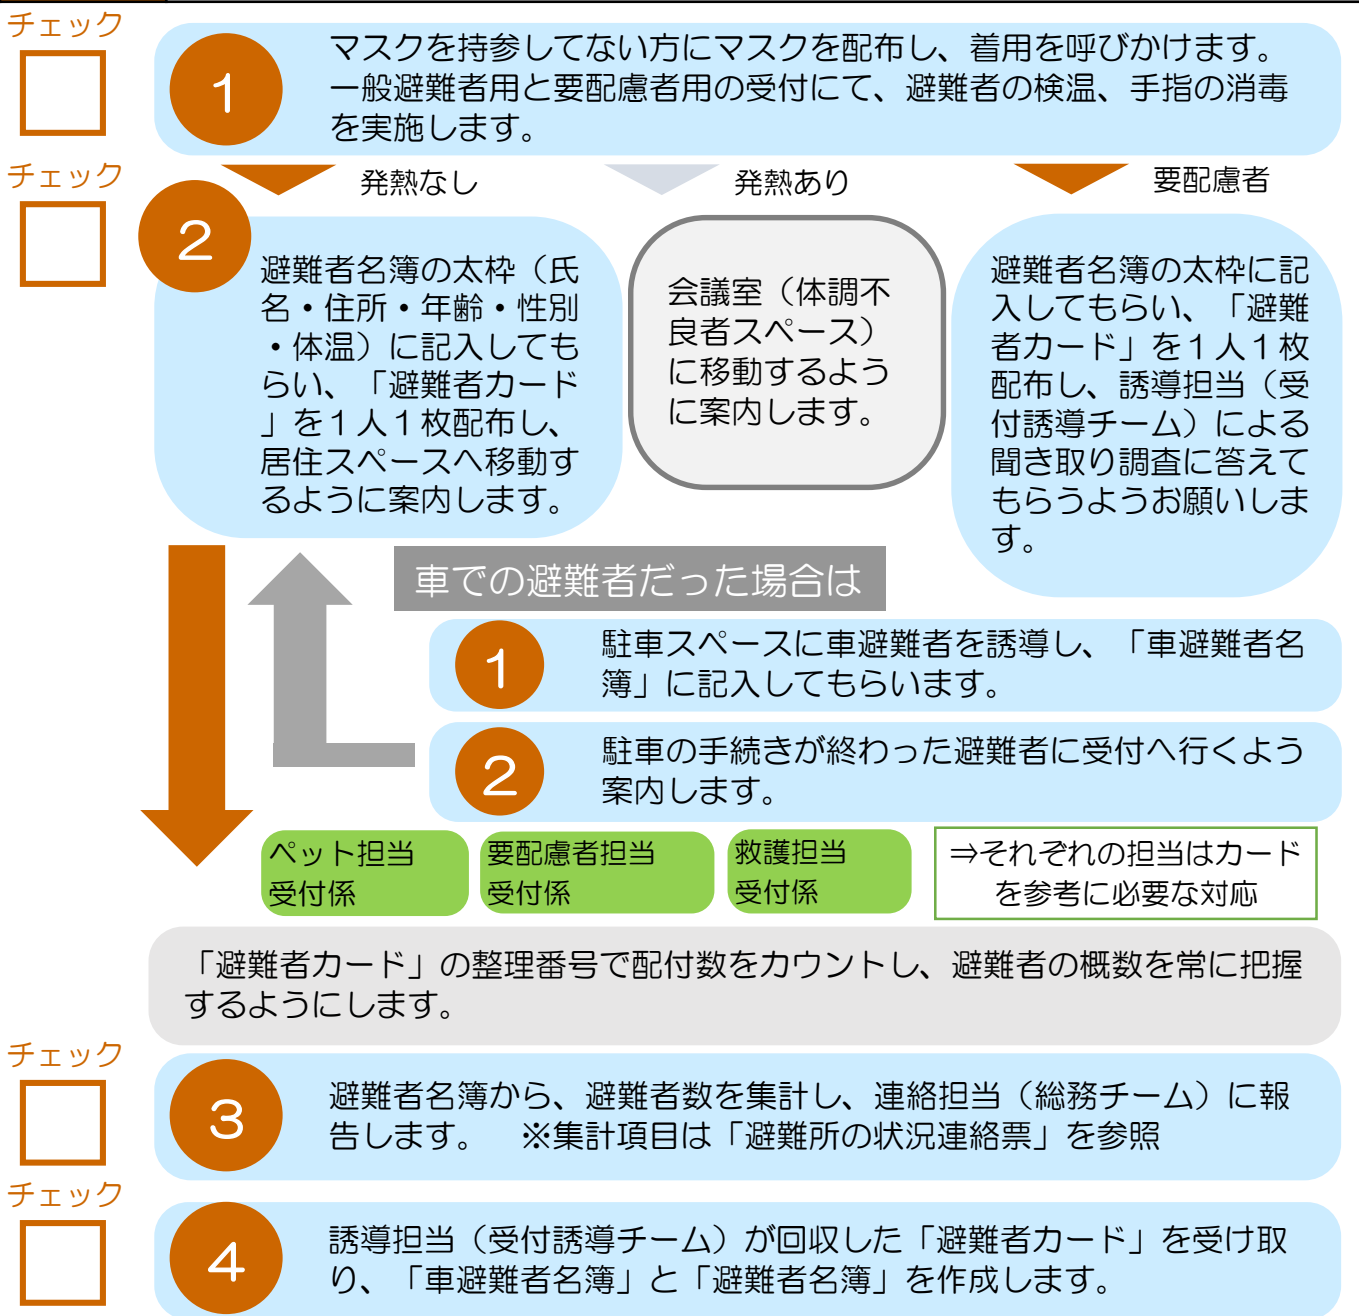 チェック
1
マスクを持参してない方にマスクを配布し、着用を呼びかけます。
一般避難者用と要配慮者用の受付にて、避難者の検温、手指の消毒
を実施します。
チェック
発熱なし
発熱あり
要配慮者
2
避難者名簿の太枠（氏
名・住所・年齢・性別
・体温）に記入しても
らい、「避難者カード
」を１人１枚配布し、
居住スペースへ移動す
るように案内します。
会議室（体調不
良者スペース）
に移動するよう
に案内します。
避難者名簿の太枠に記
入してもらい、「避難
者カード」を１人１枚
配布し、誘導担当（受
付誘導チーム）による
聞き取り調査に答えて
もらうようお願いしま
す。
車での避難者だった場合は
1
駐車スペースに車避難者を誘導し、「車避難者名
簿」に記入してもらいます。
2
駐車の手続きが終わった避難者に受付へ行くよう
案内します。
ペット担当
受付係
要配慮者担当
受付係
救護担当
受付係
⇒それぞれの担当はカード
を参考に必要な対応
「避難者カード」の整理番号で配付数をカウントし、避難者の概数を常に把握
するようにします。
チェック
3
避難者名簿から、避難者数を集計し、連絡担当（総務チーム）に報
告します。　※集計項目は「避難所の状況連絡票」を参照
チェック
4
誘導担当（受付誘導チーム）が回収した「避難者カード」を受け取
り、「車避難者名簿」と「避難者名簿」を作成します。